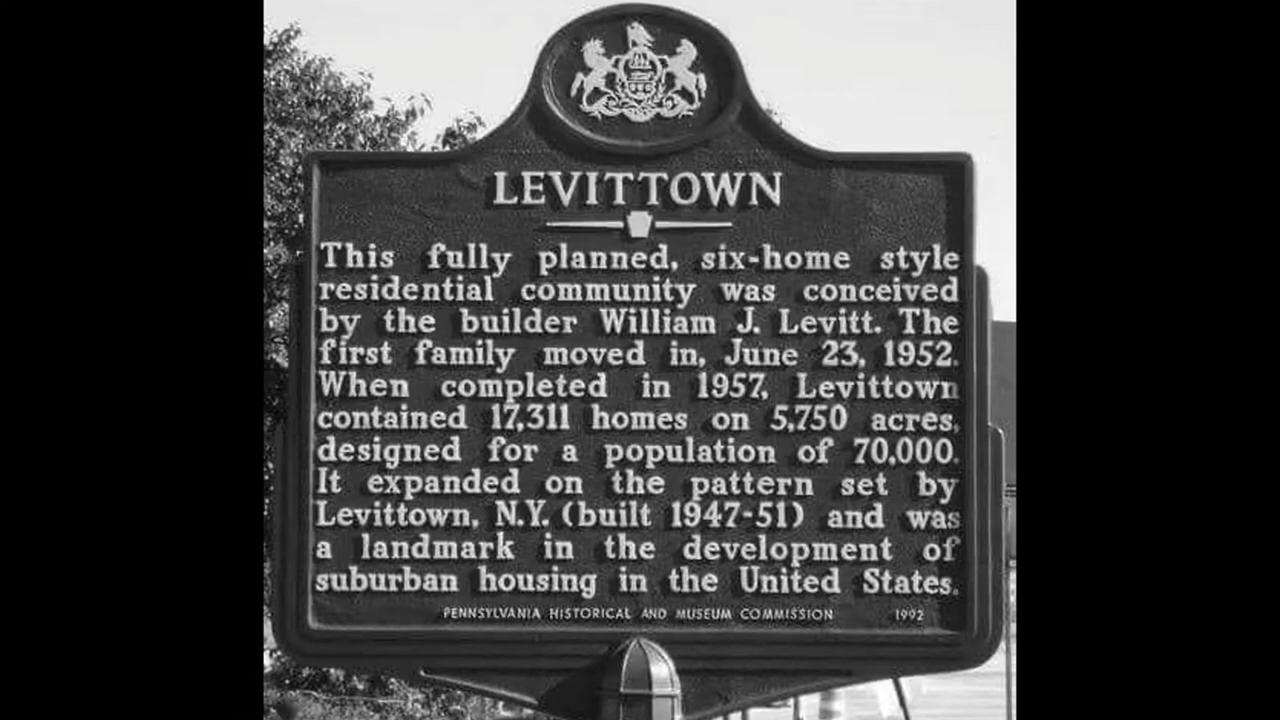 LEVITTOWN
This fully planned, six-home style
residential community was conceived
by the builder William J. Levitt. The
first family moved in, June 23, 1952.
When completed in 1957, Levittown
contained 17,311 homes on 5,750 acres,
designed for a population of 70,000.
It expanded on the pattern set by
Levittown, N.Y. (built 1947-51) and was
a landmark in the development of
suburban housing in the United States.
PENNSYLVANIA HISTORICAL AND MUSEUM COMMISSION 1992